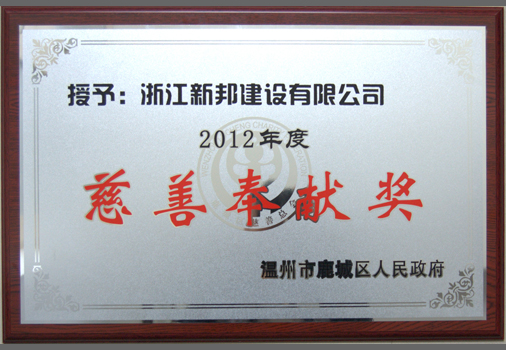 授予：浙江新邦建设有限公司
2012年度
慈善奉献奖
温州市鹿城区人民政府